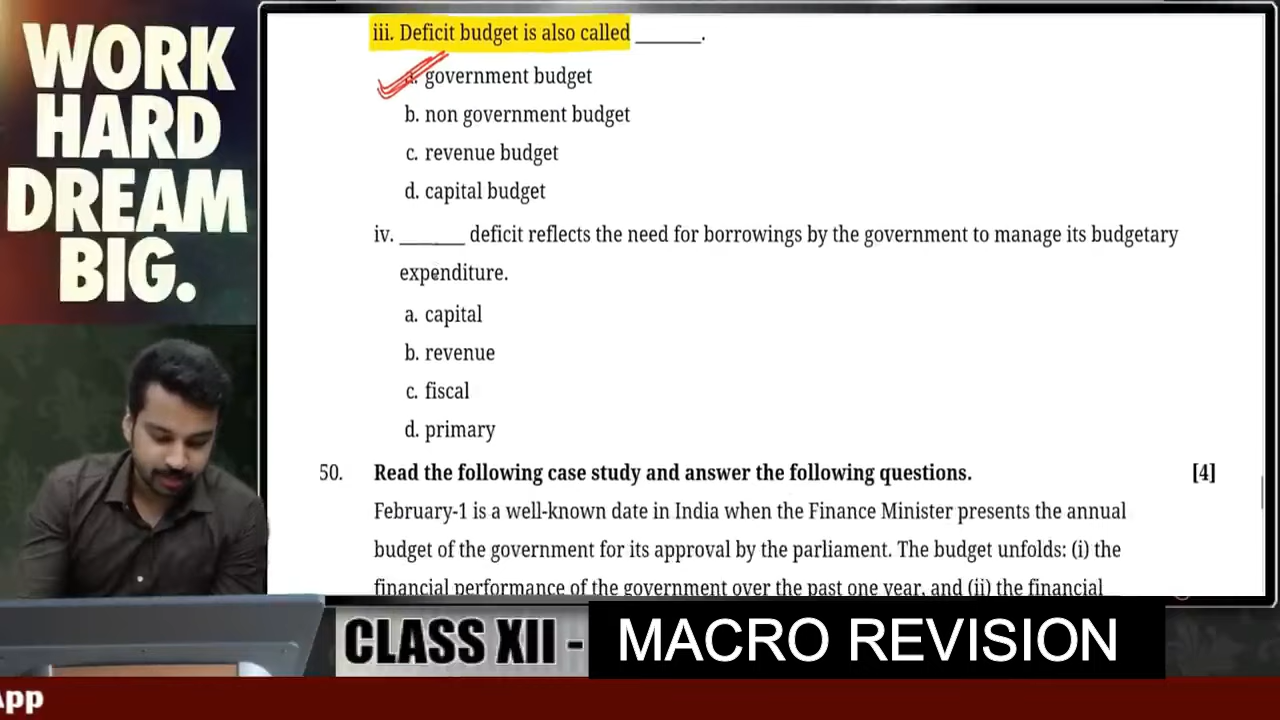 WORK
HARD
DREAM
BIG.
iii. Deficit budget is also called _______.
a. government budget
b. non government budget
c. revenue budget
d. capital budget
iv. _______ deficit reflects the need for borrowings by the government to manage its budgetary
expenditure.
a. capital
b. revenue
c. fiscal
d. primary
50. Read the following case study and answer the following questions. [4]
February-1 is a well-known date in India when the Finance Minister presents the annual
budget of the government for its approval by the parliament. The budget unfolds: (i) the
financial performance of the government over the past one year, and (ii) the financial
CLASS XII - MACRO REVISION
App